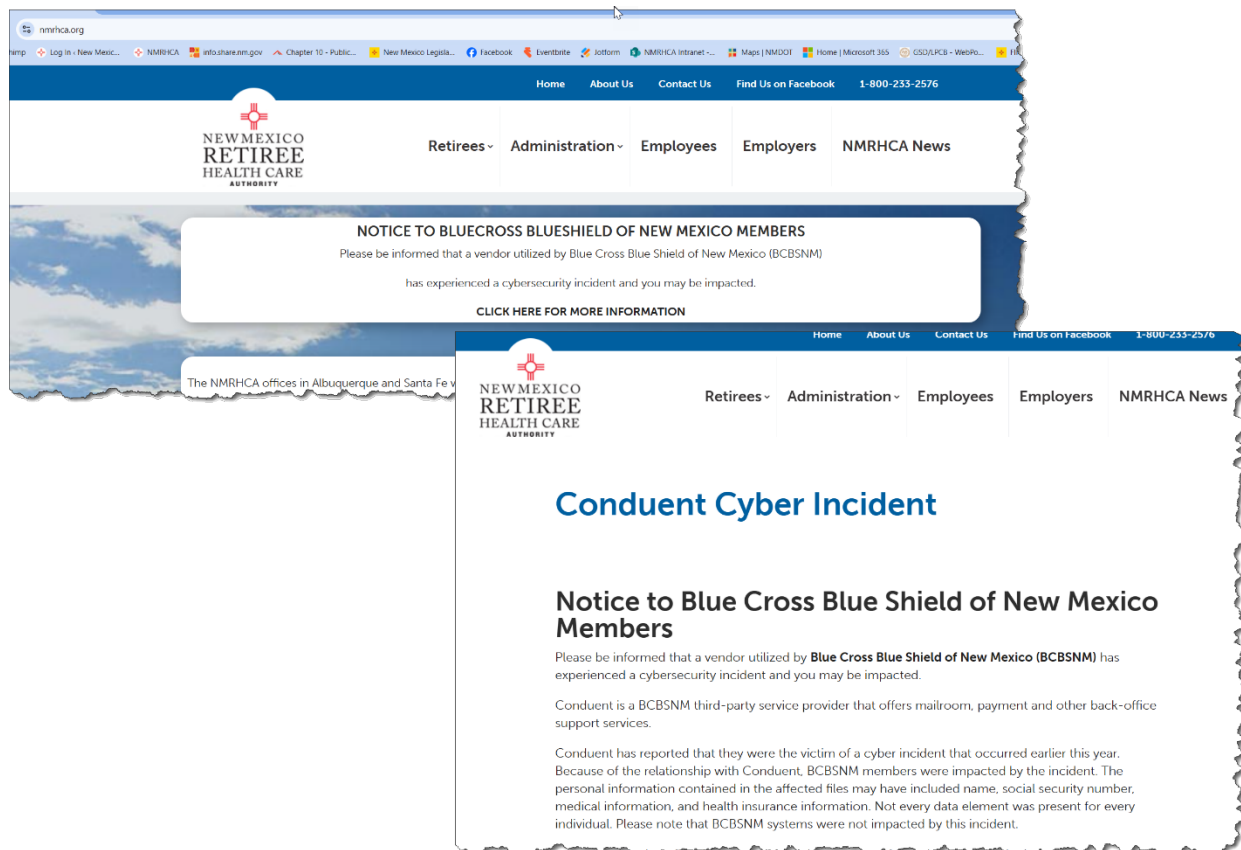 nmrhca.org
himp
Log In ‹ New Mexic...
NMRHCA
info.share.nm.gov
Chapter 10 - Public...
New Mexico Legisla...
Facebook
Eventbrite
Jotform
NMRHCA Intranet -...
Maps | NMDOT
Home | Microsoft 365
GSD/LPCB - WebPo...
Home About Us Contact Us Find Us on Facebook 1-800-233-2576
NEW MEXICO
RETIREE
HEALTH CARE
AUTHORITY
Retirees Administration Employees Employers NMRHCA News
NOTICE TO BLUECROSS BLUESHIELD OF NEW MEXICO MEMBERS
Please be informed that a vendor utilized by Blue Cross Blue Shield of New Mexico (BCBSNM)
has experienced a cybersecurity incident and you may be impacted.
CLICK HERE FOR MORE INFORMATION
The NMRHCA offices in Albuquerque and Santa Fe w
Home About Us Contact Us Find Us on Facebook 1-800-233-2576
NEW MEXICO
RETIREE
HEALTH CARE
AUTHORITY
Retirees Administration Employees Employers NMRHCA News
Conduent Cyber Incident
Notice to Blue Cross Blue Shield of New Mexico
Members
Please be informed that a vendor utilized by Blue Cross Blue Shield of New Mexico (BCBSNM) has
experienced a cybersecurity incident and you may be impacted.
Conduent is a BCBSNM third-party service provider that offers mailroom, payment and other back-office
support services.
Conduent has reported that they were the victim of a cyber incident that occurred earlier this year.
Because of the relationship with Conduent, BCBSNM members were impacted by the incident. The
personal information contained in the affected files may have included name, social security number,
medical information, and health insurance information. Not every data element was present for every
individual. Please note that BCBSNM systems were not impacted by this incident.